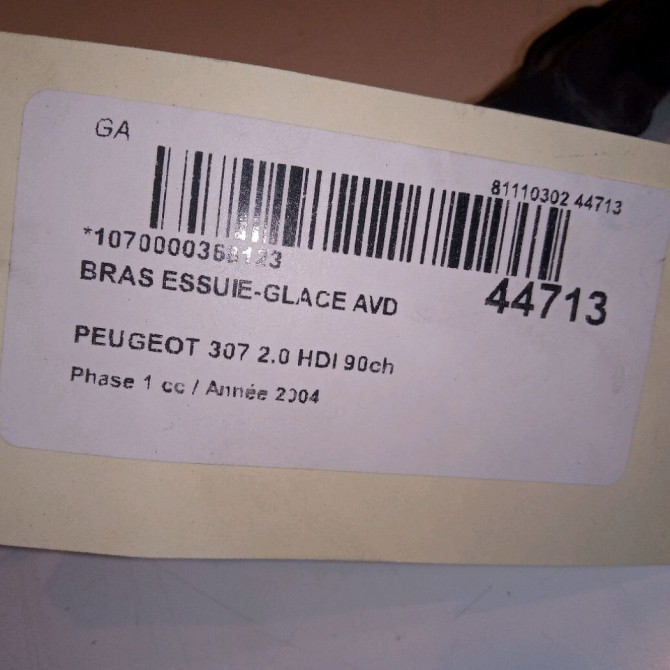 GA
81110302 44713
BRAS ESSUIE-GLACE AVD
44713
PEUGEOT 307 2.0 HDI 90ch
Phase 1 cc / Année 2004